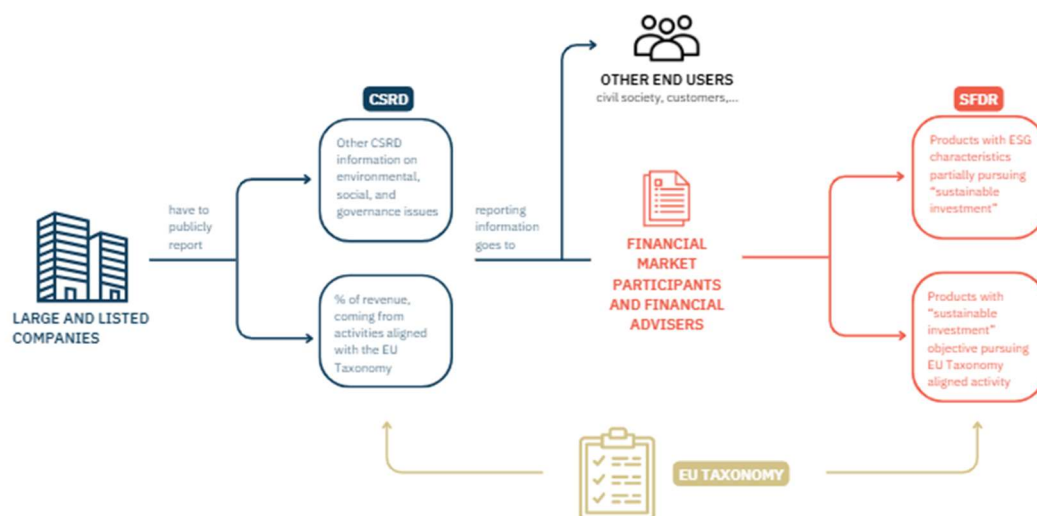 OTHER END USERS
civil society, customers,...
CSRD
Other CSRD
information on
environmental,
social, and
governance issues
% of revenue,
coming from
activities aligned
with the EU
Taxonomy
LARGE AND LISTED
COMPANIES
have to
publicly
report
reporting
information
goes to
FINANCIAL
MARKET
PARTICIPANTS
AND FINANCIAL
ADVISERS
SFDR
Products with ESG
characteristics
partially pursuing
"sustainable
investment"
Products with
"sustainable
investment"
objective pursuing
EU Taxonomy
aligned activity
EU TAXONOMY